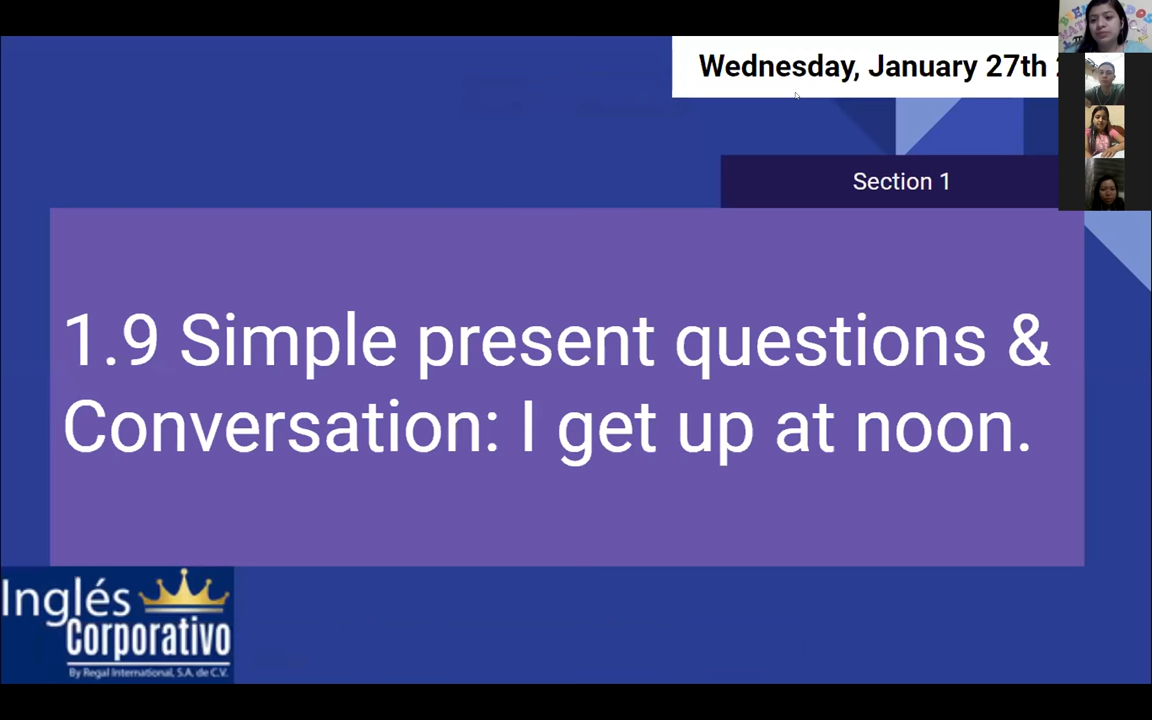 Wednesday, January 27th
Section 1
1.9 Simple present questions &
Conversation: I get up at noon.
Inglés
Corporativo
By Regal International, S.A. de C.V.